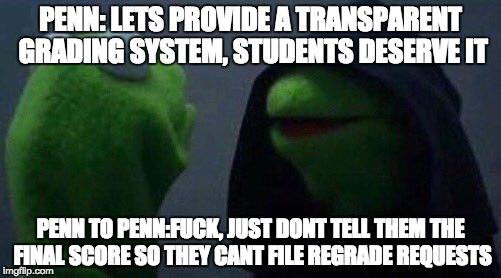 PENN: LETS PROVIDE A TRANSPARENT
GRADING SYSTEM, STUDENTS DESERVE IT
PENN TO PENN:FUCK, JUST DONT TELL THEM THE
FINAL SCORE SO THEY CANT FILE REGRADE REQUESTS
imgflip.com